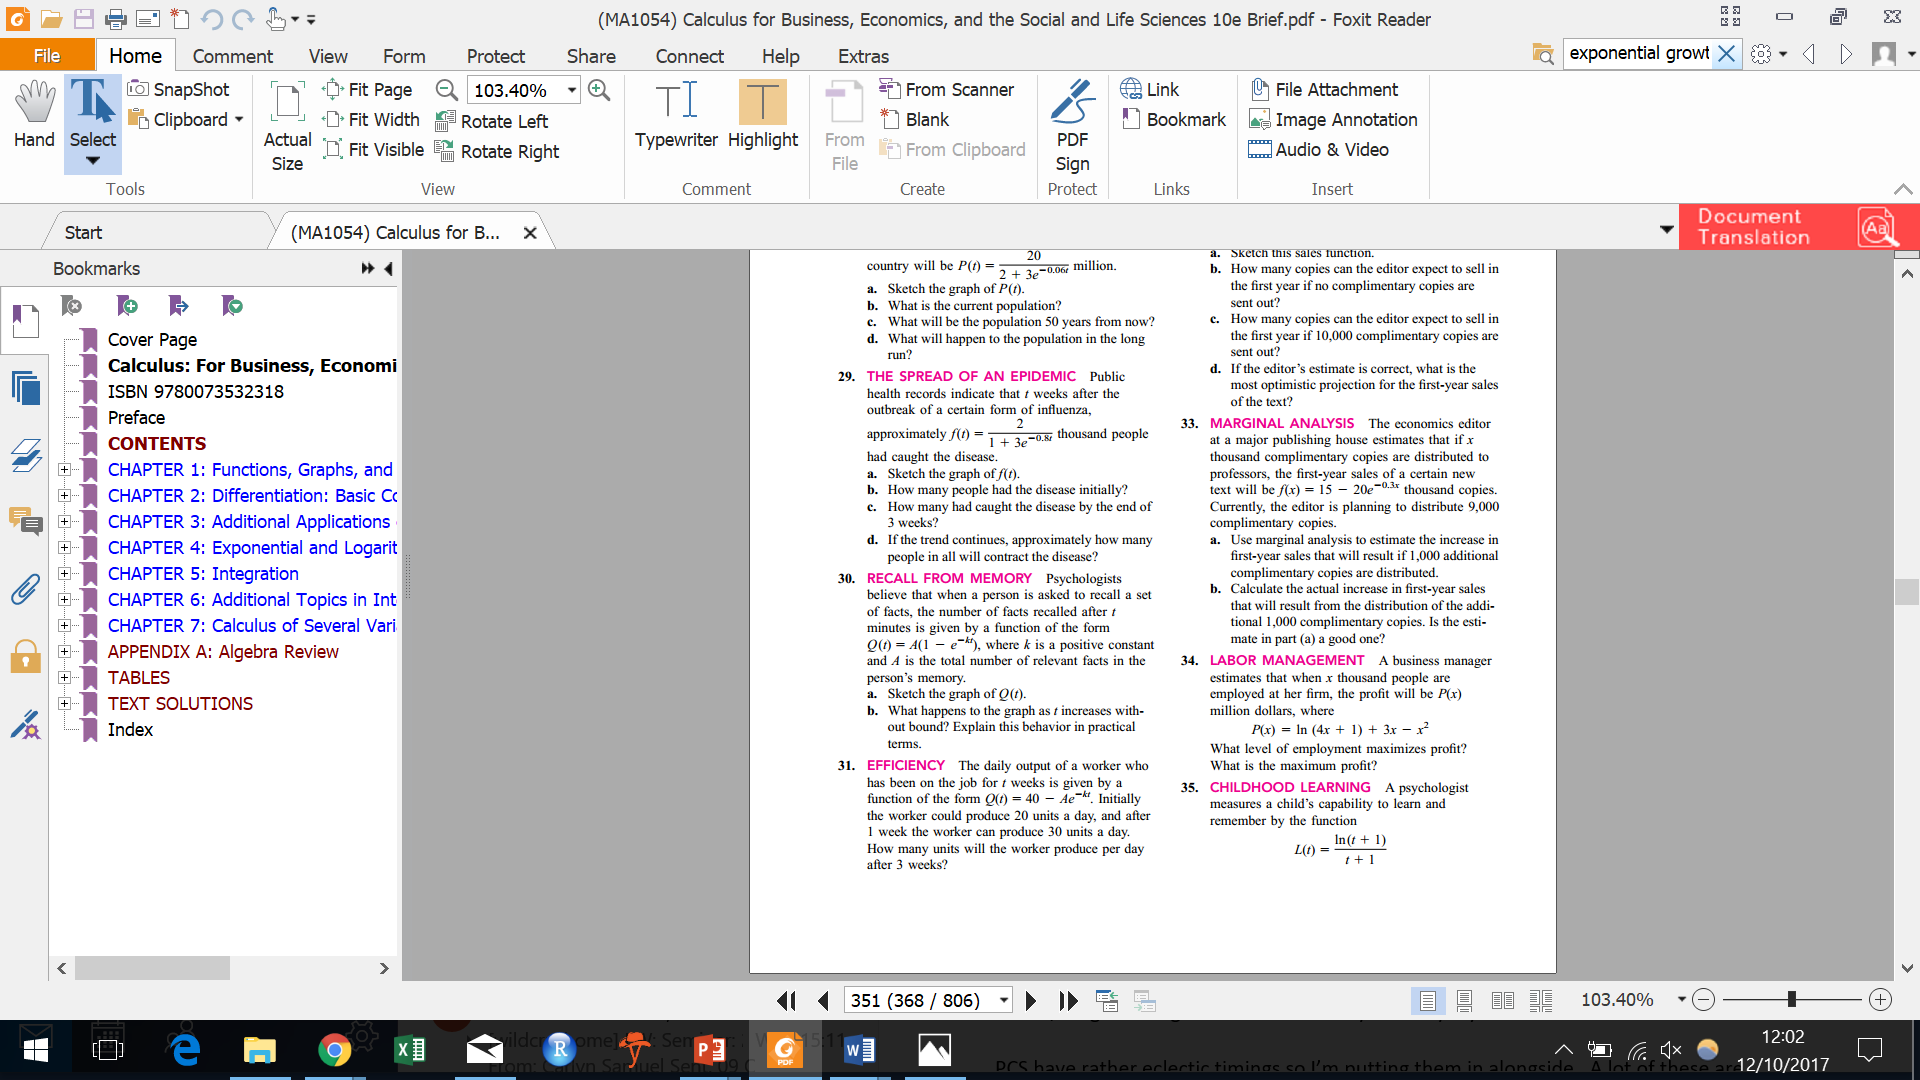 (MA1054) Calculus for Business, Economics, and the Social and Life Sciences 10e Brief.pdf - Foxit Reader
File Home Comment View Form Protect Share Connect Help Extras
exponential growt
Hand
Select
SnapShot
Clipboard
Tools
Actual Size
Fit Page
Fit Width
Fit Visible
103.40%
Rotate Left
Rotate Right
View
Typewriter
Highlight
Comment
From File
From Scanner
Blank
From Clipboard
Create
PDF Sign
Protect
Link
Bookmark
Links
File Attachment
Image Annotation
Audio & Video
Insert
Start
(MA1054) Calculus for B...
Document
Translation
Bookmarks
Cover Page
Calculus: For Business, Economi
ISBN 9780073532318
Preface
CONTENTS
CHAPTER 1: Functions, Graphs, and
CHAPTER 2: Differentiation: Basic Co
CHAPTER 3: Additional Applications
CHAPTER 4: Exponential and Logarit
CHAPTER 5: Integration
CHAPTER 6: Additional Topics in Int
CHAPTER 7: Calculus of Several Vari
APPENDIX A: Algebra Review
TABLES
TEXT SOLUTIONS
Index
country will be P(t) = 20 / (2 + 3e^−0.06t) million.
a. Sketch the graph of P(t).
b. What is the current population?
c. What will be the population 50 years from now?
d. What will happen to the population in the long
run?
29. THE SPREAD OF AN EPIDEMIC Public
health records indicate that t weeks after the
outbreak of a certain form of influenza,
approximately f(t) = 2 / (1 + 3e^−0.8t) thousand people
had caught the disease.
a. Sketch the graph of f(t).
b. How many people had the disease initially?
c. How many had caught the disease by the end of
3 weeks?
d. If the trend continues, approximately how many
people in all will contract the disease?
30. RECALL FROM MEMORY Psychologists
believe that when a person is asked to recall a set
of facts, the number of facts recalled after t
minutes is given by a function of the form
Q(t) = A(1 − e^−kt), where k is a positive constant
and A is the total number of relevant facts in the
person's memory.
a. Sketch the graph of Q(t).
b. What happens to the graph as t increases with-
out bound? Explain this behavior in practical
terms.
31. EFFICIENCY The daily output of a worker who
has been on the job for t weeks is given by a
function of the form Q(t) = 40 − Ae^−kt. Initially
the worker could produce 20 units a day, and after
1 week the worker can produce 30 units a day.
How many units will the worker produce per day
after 3 weeks?
a. Sketch this sales function.
b. How many copies can the editor expect to sell in
the first year if no complimentary copies are
sent out?
c. How many copies can the editor expect to sell in
the first year if 10,000 complimentary copies are
sent out?
d. If the editor's estimate is correct, what is the
most optimistic projection for the first-year sales
of the text?
33. MARGINAL ANALYSIS The economics editor
at a major publishing house estimates that if x
thousand complimentary copies are distributed to
professors, the first-year sales of a certain new
text will be f(x) = 15 − 20e^−0.3x thousand copies.
Currently, the editor is planning to distribute 9,000
complimentary copies.
a. Use marginal analysis to estimate the increase in
first-year sales that will result if 1,000 additional
complimentary copies are distributed.
b. Calculate the actual increase in first-year sales
that will result from the distribution of the addi-
tional 1,000 complimentary copies. Is the esti-
mate in part (a) a good one?
34. LABOR MANAGEMENT A business manager
estimates that when x thousand people are
employed at her firm, the profit will be P(x)
million dollars, where
P(x) = ln (4x + 1) + 3x − x²
What level of employment maximizes profit?
What is the maximum profit?
35. CHILDHOOD LEARNING A psychologist
measures a child's capability to learn and
remember by the function
L(t) = ln(t + 1) / (t + 1)
351 (368 / 806)
103.40%
12:02
12/10/2017
PCS have rather eclectic timings so I'm putting them in alongside. A lot of these are